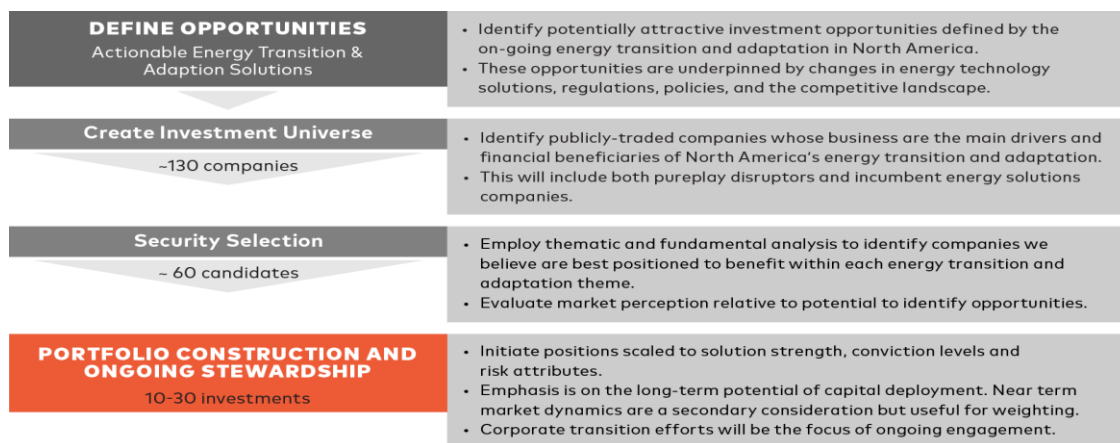 DEFINE OPPORTUNITIES
Actionable Energy Transition &
Adaption Solutions
• Identify potentially attractive investment opportunities defined by the
on-going energy transition and adaptation in North America.
• These opportunities are underpinned by changes in energy technology
solutions, regulations, policies, and the competitive landscape.
Create Investment Universe
~130 companies
• Identify publicly-traded companies whose business are the main drivers and
financial beneficiaries of North America's energy transition and adaptation.
• This will include both pureplay disruptors and incumbent energy solutions
companies.
Security Selection
~ 60 candidates
• Employ thematic and fundamental analysis to identify companies we
believe are best positioned to benefit within each energy transition and
adaptation theme.
• Evaluate market perception relative to potential to identify opportunities.
PORTFOLIO CONSTRUCTION AND
ONGOING STEWARDSHIP
10-30 investments
• Initiate positions scaled to solution strength, conviction levels and
risk attributes.
• Emphasis is on the long-term potential of capital deployment. Near term
market dynamics are a secondary consideration but useful for weighting.
• Corporate transition efforts will be the focus of ongoing engagement.